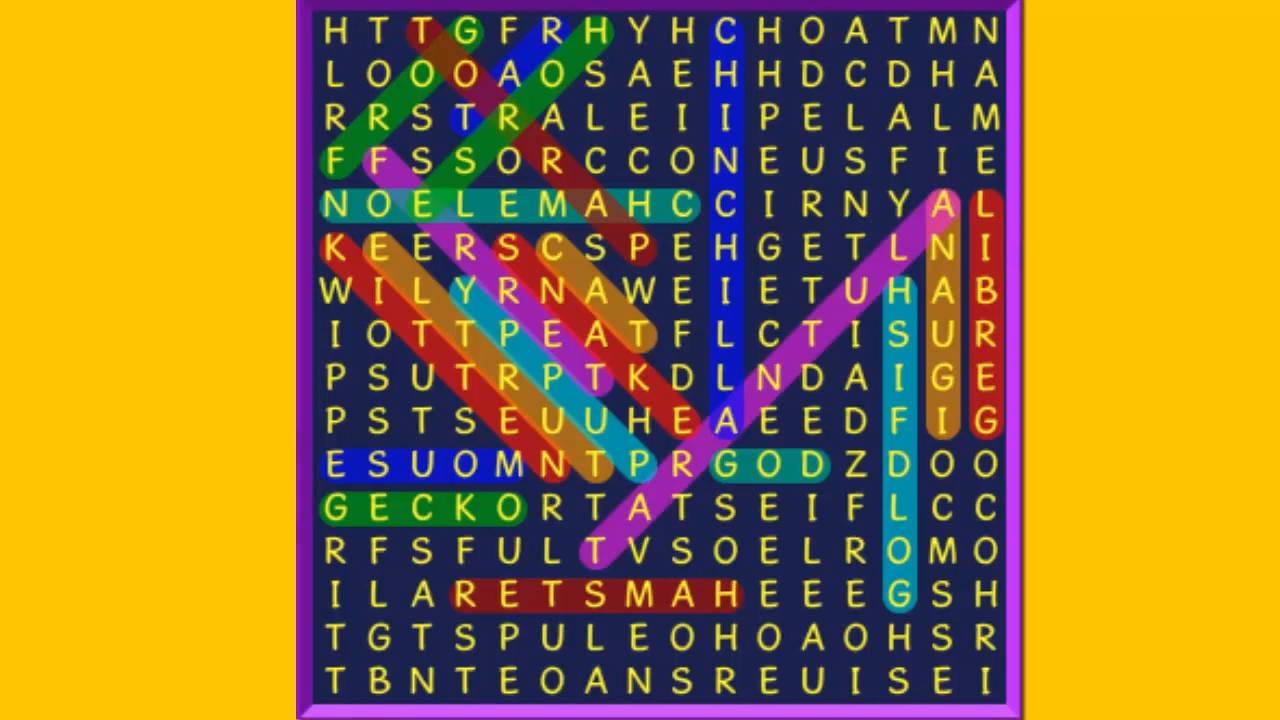 H T T G F R H Y H C H O A T M N
L O O O A O S A E H H D C D H A
R R S T R A L E I I P E L A L M
F F S S O R C C O N E U S F I E
N O E L E M A H C C I R N Y A L
K E E R S C S P E H G E T L N I
W I L Y R N A W E I E T U H A B
I O T T P E A T F L C T I S U R
P S U T R P T K D L N D A I G E
P S T S E U U H E A E E D F I G
E S U O M N T P R G O D Z D O O
G E C K O R T A T S E I F L C C
R F S F U L T V S O E L R O M O
I L A R E T S M A H E E E G S H
T G T S P U L E O H O A O H S R
T B N T E O A N S R E U I S E I